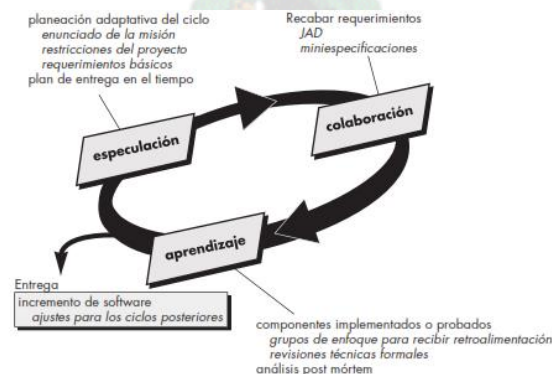 planeación adaptativa del ciclo
enunciado de la misión
restricciones del proyecto
requerimientos básicos
plan de entrega en el tiempo
Recabar requerimientos
JAD
miniespecificaciones
especulación
colaboración
aprendizaje
Entrega
incremento de software
ajustes para los ciclos posteriores
componentes implementados o probados
grupos de enfoque para recibir retroalimentación
revisiones técnicas formales
análisis post mórtem